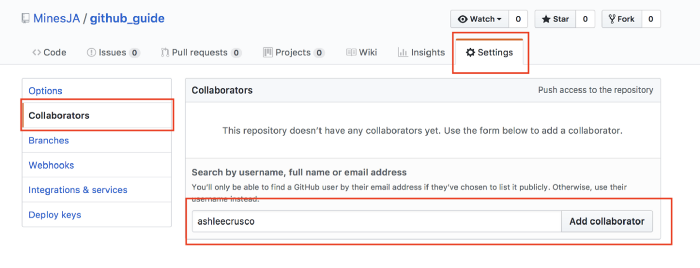 MinesJA / github_guide
Watch 0 Star 0 Fork 0
Code Issues 0 Pull requests 0 Projects 0 Wiki Insights Settings
Options
Collaborators
Branches
Webhooks
Integrations & services
Deploy keys
Collaborators Push access to the repository
This repository doesn't have any collaborators yet. Use the form below to add a collaborator.
Search by username, full name or email address
You'll only be able to find a GitHub user by their email address if they've chosen to list it publicly. Otherwise, use their
username instead.
ashleecrusco Add collaborator